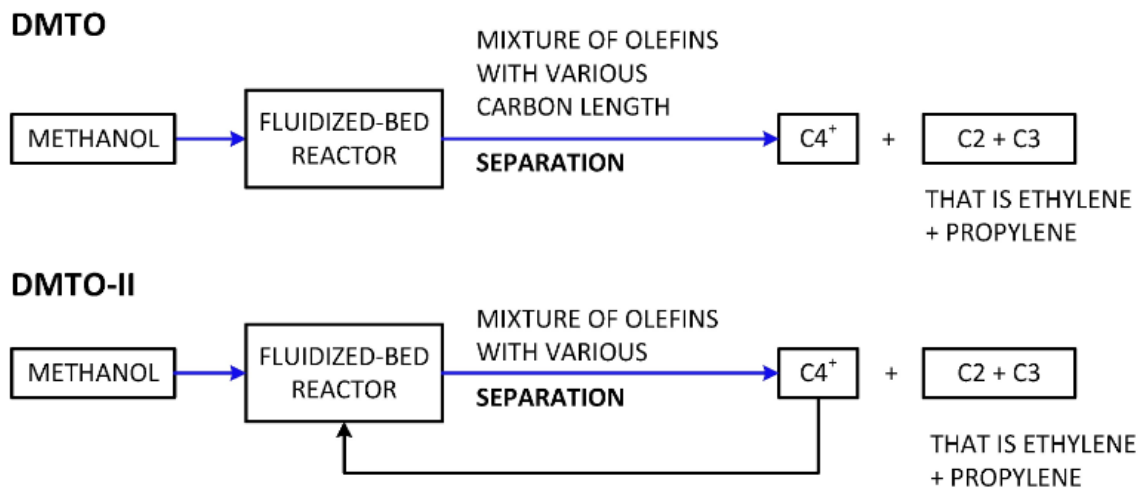 DMTO
METHANOL
FLUIDIZED-BED
REACTOR
MIXTURE OF OLEFINS
WITH VARIOUS
CARBON LENGTH
SEPARATION
C4⁺
+
C2 + C3
THAT IS ETHYLENE
+ PROPYLENE
DMTO-II
METHANOL
FLUIDIZED-BED
REACTOR
MIXTURE OF OLEFINS
WITH VARIOUS
SEPARATION
C4⁺
+
C2 + C3
THAT IS ETHYLENE
+ PROPYLENE